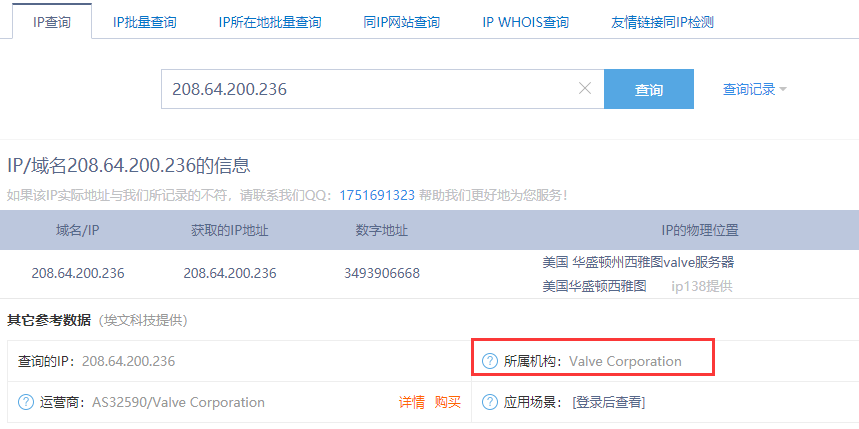 IP查询 IP批量查询 IP所在地批量查询 同IP网站查询 IP WHOIS查询 友情链接同IP检测
208.64.200.236 查询 查询记录
IP/域名208.64.200.236的信息
如果该IP实际地址与我们所记录的不符，请联系我们QQ：1751691323 帮助我们更好地为您服务！
域名/IP 获取的IP地址 数字地址 IP的物理位置
208.64.200.236 208.64.200.236 3493906668 美国 华盛顿州西雅图valve服务器
美国华盛顿西雅图 ip138提供
其它参考数据（埃文科技提供）
查询的IP：208.64.200.236 ? 所属机构：Valve Corporation
? 运营商：AS32590/Valve Corporation 详情 购买 ? 应用场景：[登录后查看]